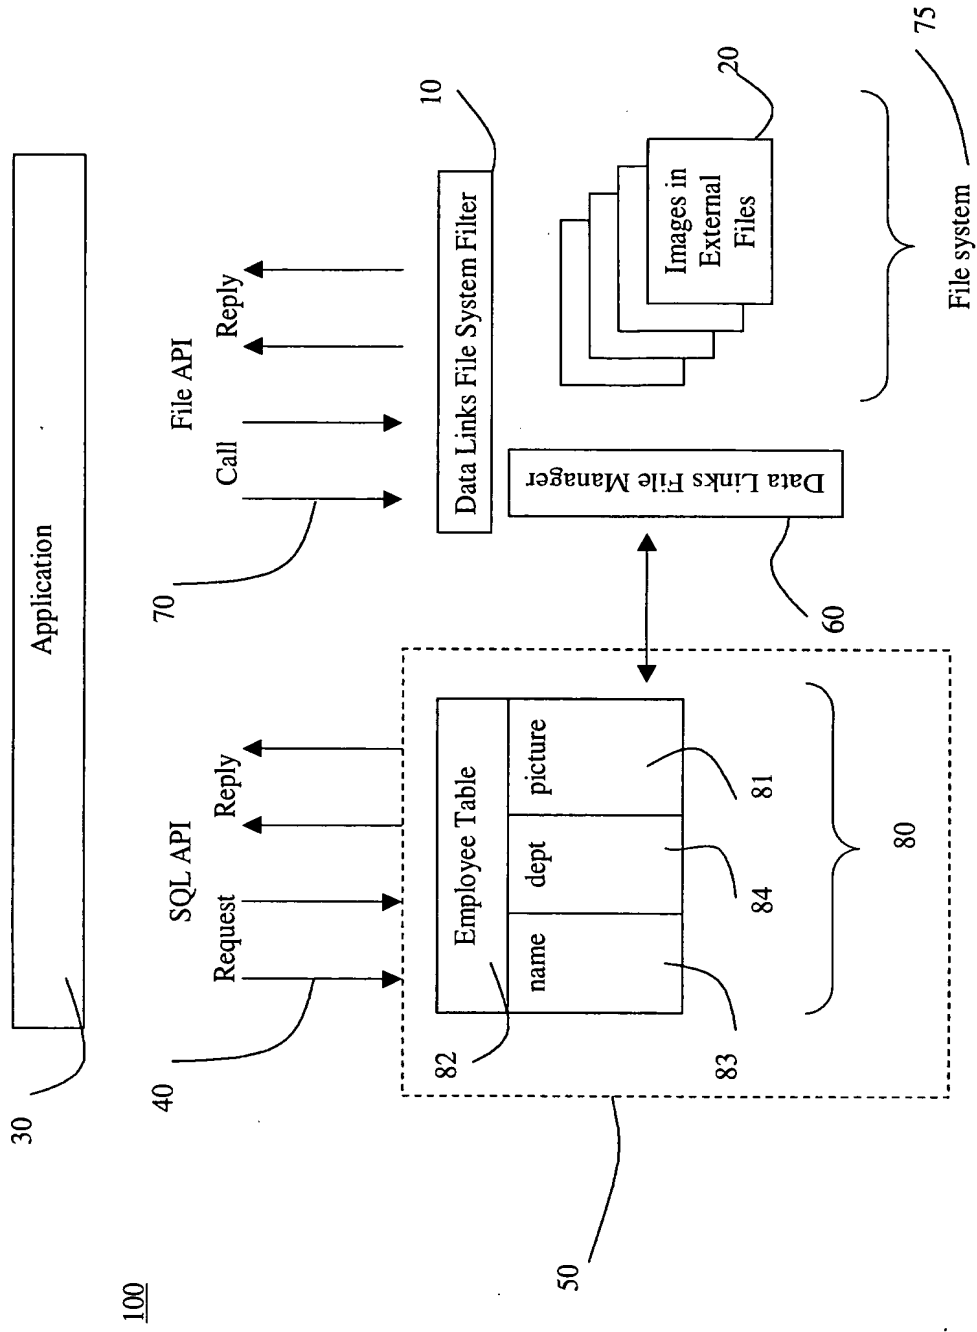 100
30
Application
40
SQL API
Request
Reply
70
File API
Call
Reply
10
Data Links File System Filter
Data Links File Manager
60
Images in
External
Files
20
75
File system
50
82
Employee Table
name
dept
picture
83
84
81
80